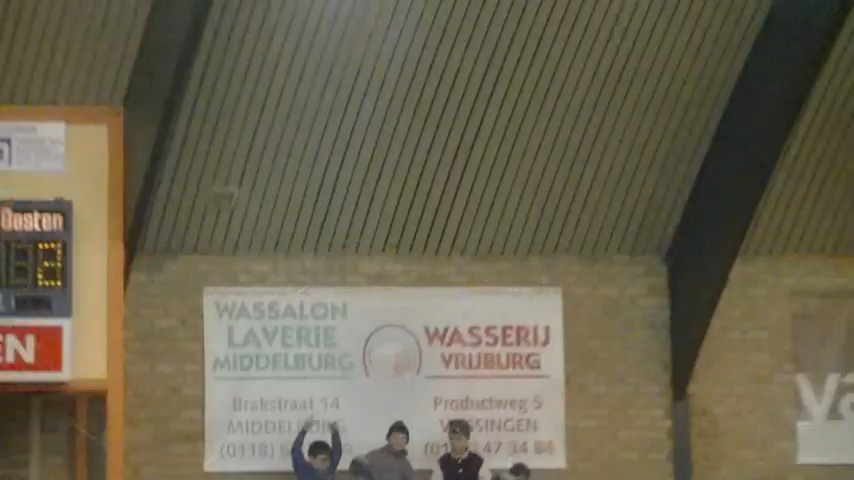 Oosten
EN
WASSALON
LAVERIE
MIDDELBURG
Brakstraat 14
MIDDELBURG
(0118)
WASSERIJ
VRIJBURG
Productweg 5
47 34 84
va